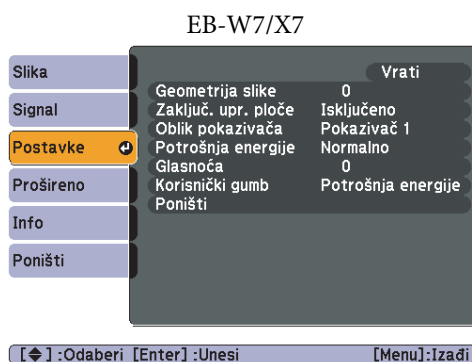 EB-W7/X7
Slika
Signal
Postavke
Prošireno
Info
Poništi
Vrati
Geometrija slike 0
Zaključ. upr. ploče Isključeno
Oblik pokazivača Pokazivač 1
Potrošnja energije Normalno
Glasnoća 0
Korisnički gumb Potrošnja energije
Poništi
[◆] :Odaberi [Enter] :Unesi [Menu]:Izađi